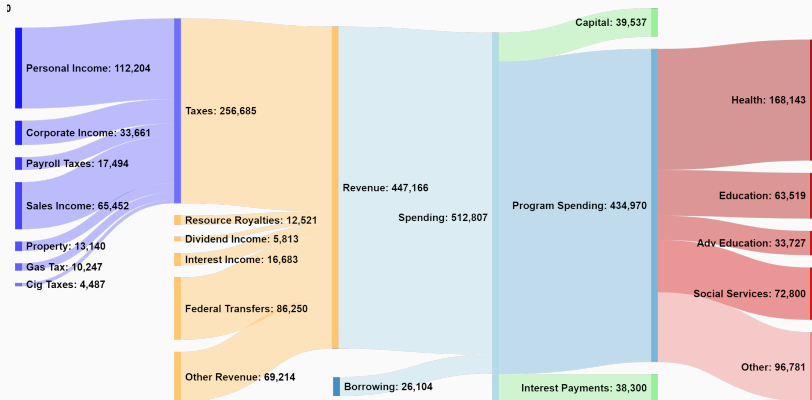 0
Personal Income: 112,204
Corporate Income: 33,661
Payroll Taxes: 17,494
Sales Income: 65,452
Property: 13,140
Gas Tax: 10,247
Cig Taxes: 4,487
Taxes: 256,685
Resource Royalties: 12,521
Dividend Income: 5,813
Interest Income: 16,683
Federal Transfers: 86,250
Other Revenue: 69,214
Revenue: 447,166
Borrowing: 26,104
Spending: 512,807
Capital: 39,537
Program Spending: 434,970
Interest Payments: 38,300
Health: 168,143
Education: 63,519
Adv Education: 33,727
Social Services: 72,800
Other: 96,781